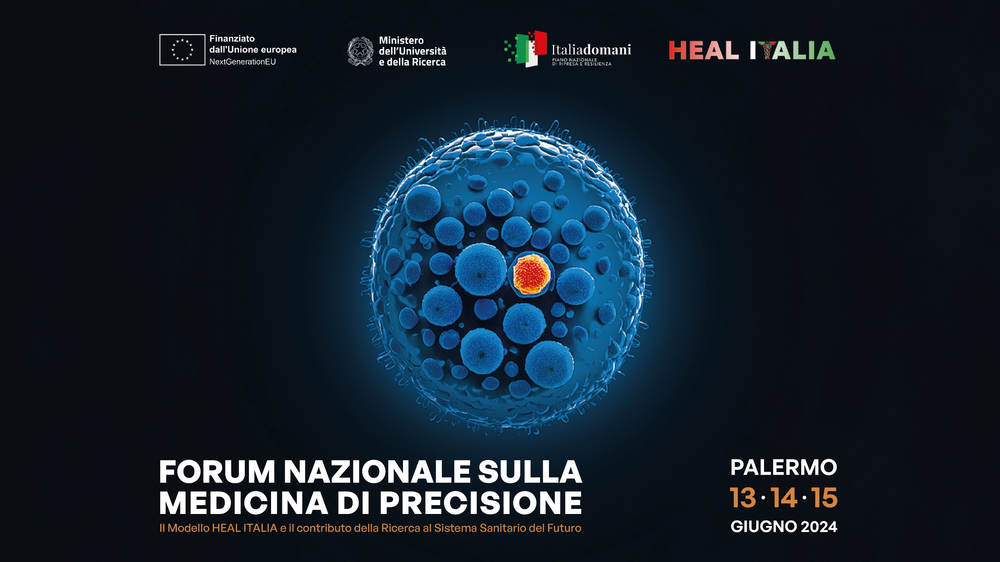 Finanziato
dall'Unione europea
NextGenerationEU
Ministero
dell'Università
e della Ricerca
Italiadomani
PIANO NAZIONALE
DI RIPRESA E RESILIENZA
HEAL ITALIA
FORUM NAZIONALE SULLA
MEDICINA DI PRECISIONE
Il Modello HEAL ITALIA e il contributo della Ricerca al Sistema Sanitario del Futuro
PALERMO
13 · 14 · 15
GIUGNO 2024